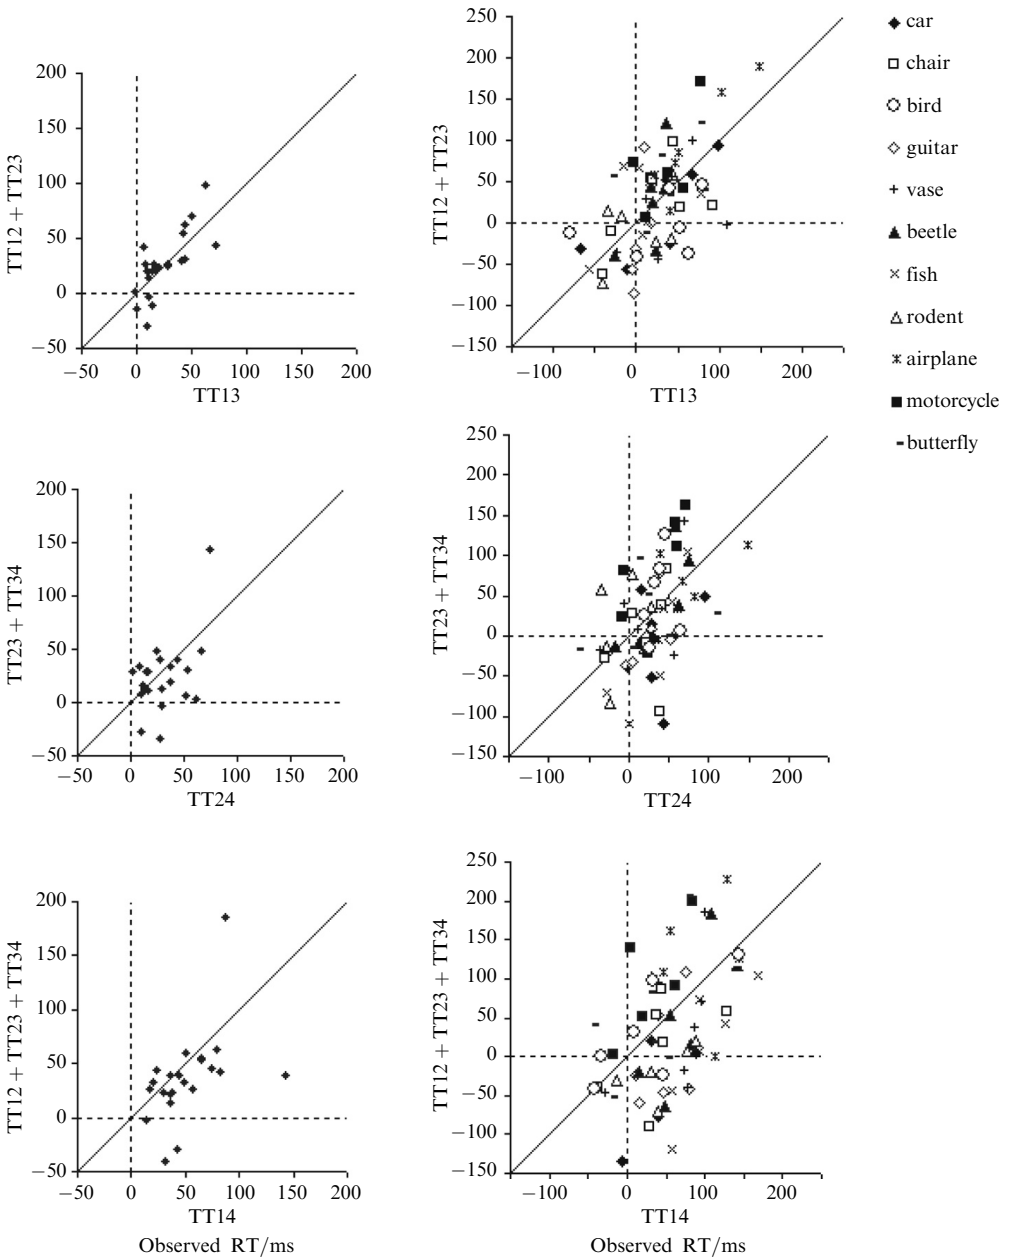 200
150
100
50
0
−50
−50 0 50 100 150 200
TT12 + TT23
TT13
250
200
150
100
50
0
−50
−100
−150
−100 0 100 200
TT12 + TT23
TT13
car
chair
bird
guitar
vase
beetle
fish
rodent
airplane
motorcycle
butterfly
200
150
100
50
0
−50
−50 0 50 100 150 200
TT23 + TT34
TT24
250
200
150
100
50
0
−50
−100
−150
−100 0 100 200
TT23 + TT34
TT24
200
150
100
50
0
−50
−50 0 50 100 150 200
TT12 + TT23 + TT34
TT14
Observed RT/ms
250
200
150
100
50
0
−50
−100
−150
−100 0 100 200
TT12 + TT23 + TT34
TT14
Observed RT/ms